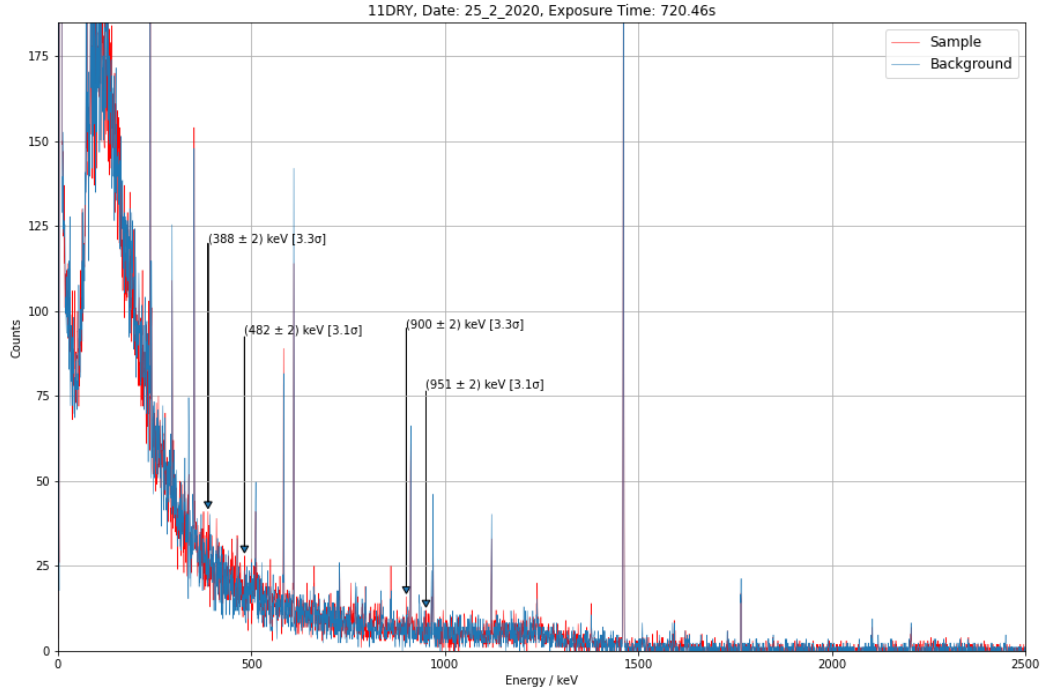 11DRY, Date: 25_2_2020, Exposure Time: 720.46s
Sample
Background
175
150
125
100
75
50
25
0
Counts
(388 ± 2) keV [3.3σ]
(482 ± 2) keV [3.1σ]
(900 ± 2) keV [3.3σ]
(951 ± 2) keV [3.1σ]
0 500 1000 1500 2000 2500
Energy / keV